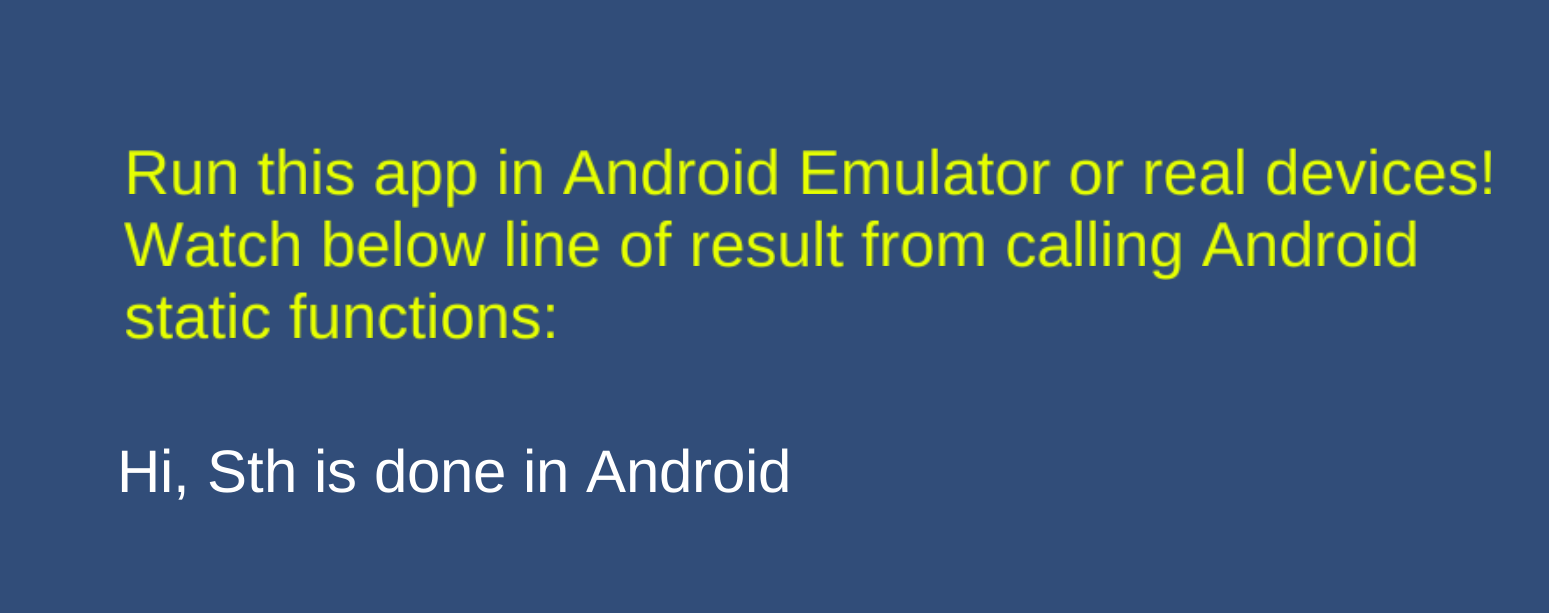 Run this app in Android Emulator or real devices!
Watch below line of result from calling Android
static functions:
Hi, Sth is done in Android